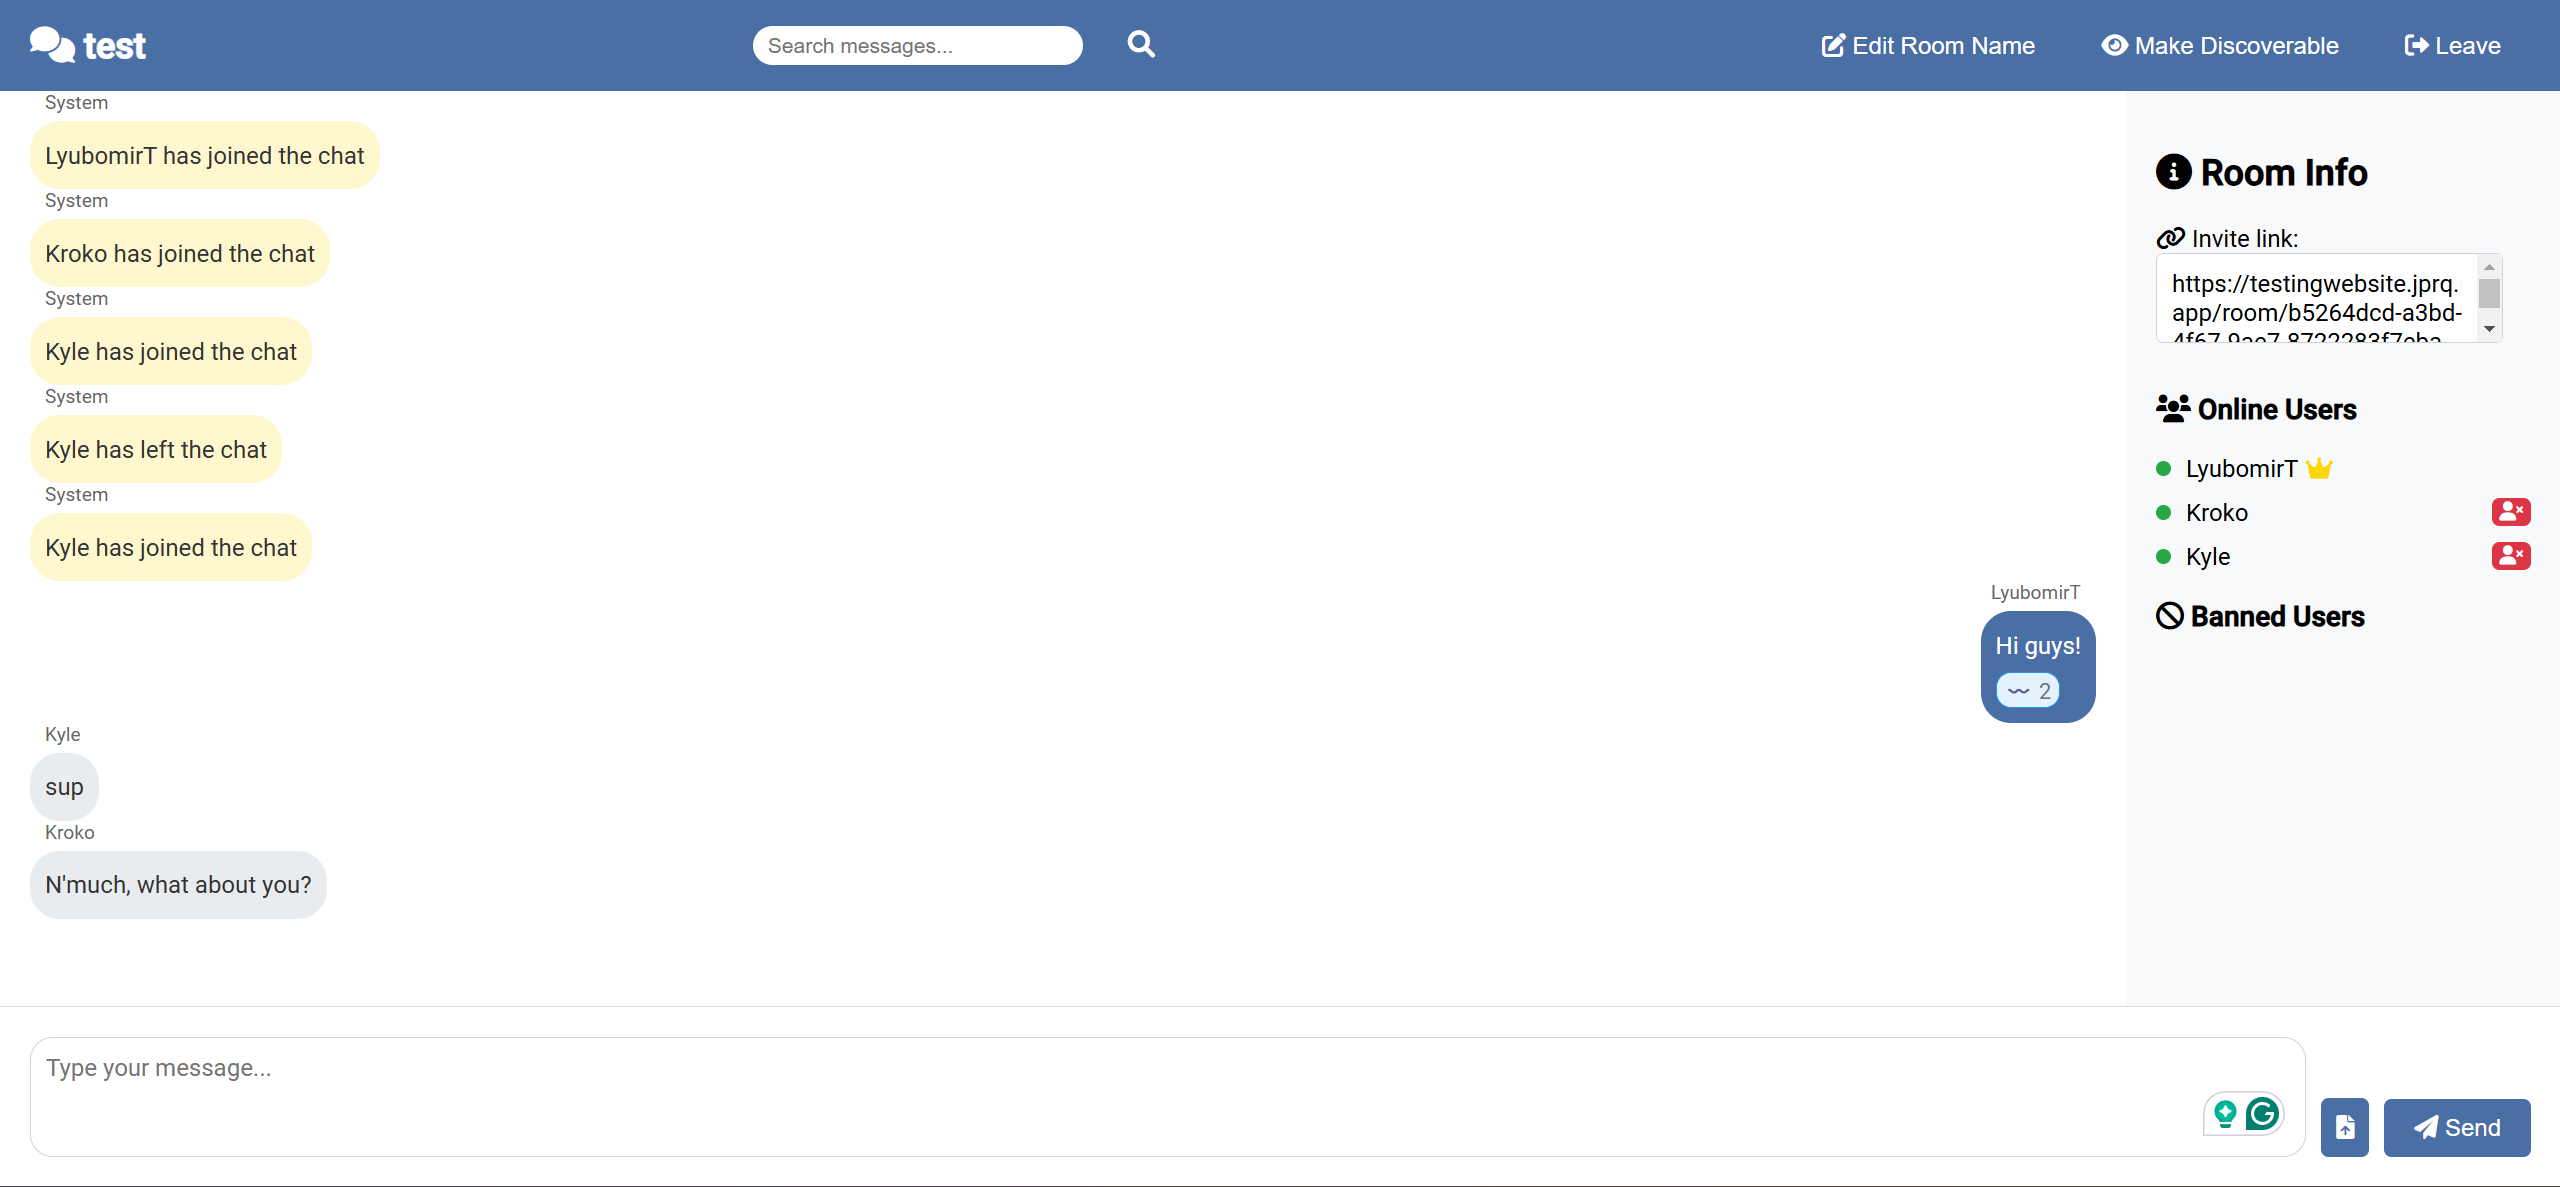 test
Search messages...
Edit Room Name
Make Discoverable
Leave
System
LyubomirT has joined the chat
System
Kroko has joined the chat
System
Kyle has joined the chat
System
Kyle has left the chat
System
Kyle has joined the chat
LyubomirT
Hi guys!
2
Kyle
sup
Kroko
N'much, what about you?
Room Info
Invite link:
https://testingwebsite.jprq.
app/room/b5264dcd-a3bd-
Online Users
LyubomirT
Kroko
Kyle
Banned Users
Type your message...
G
Send